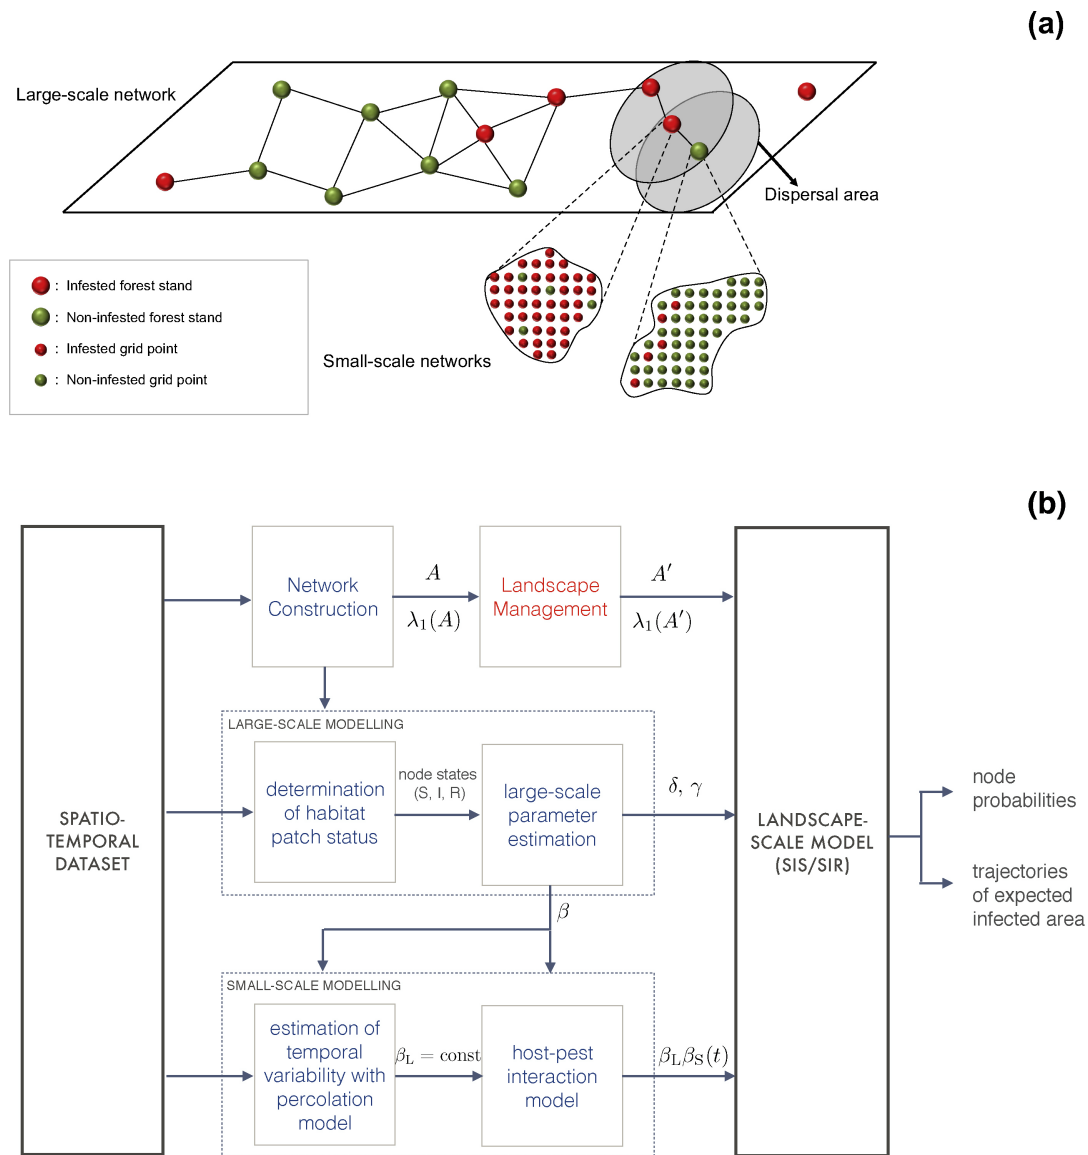 (a)
Large-scale network
Dispersal area
: Infested forest stand
: Non-infested forest stand
: Infested grid point
: Non-infested grid point
Small-scale networks
(b)
Network
Construction
A
λ₁(A)
Landscape
Management
A′
λ₁(A′)
LARGE-SCALE MODELLING
determination
of habitat
patch status
node states
(S, I, R)
large-scale
parameter
estimation
δ, γ
SPATIO-
TEMPORAL
DATASET
LANDSCAPE-
SCALE MODEL
(SIS/SIR)
node
probabilities
trajectories
of expected
infected area
β
SMALL-SCALE MODELLING
estimation of
temporal
variability with
percolation
model
β_L = const
host-pest
interaction
model
β_Lβ_S(t)